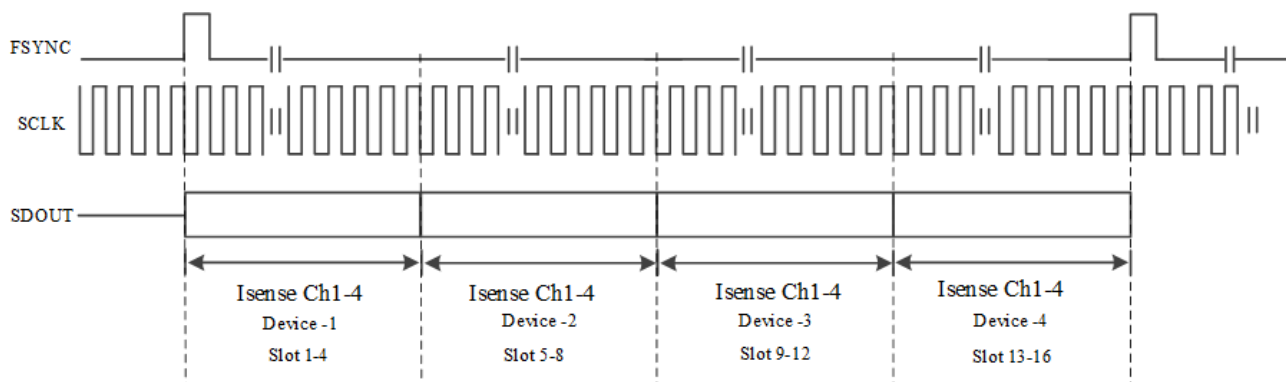 FSYNC
SCLK
SDOUT
Isense Ch1-4
Device -1
Slot 1-4
Isense Ch1-4
Device -2
Slot 5-8
Isense Ch1-4
Device -3
Slot 9-12
Isense Ch1-4
Device -4
Slot 13-16